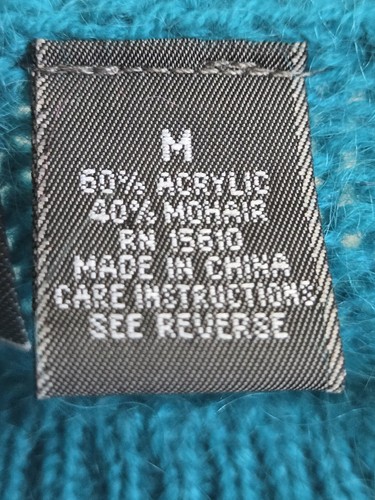 M
60% ACRYLIC
40% MOHAIR
RN 15610
MADE IN CHINA
CARE INSTRUCTIONS
SEE REVERSE